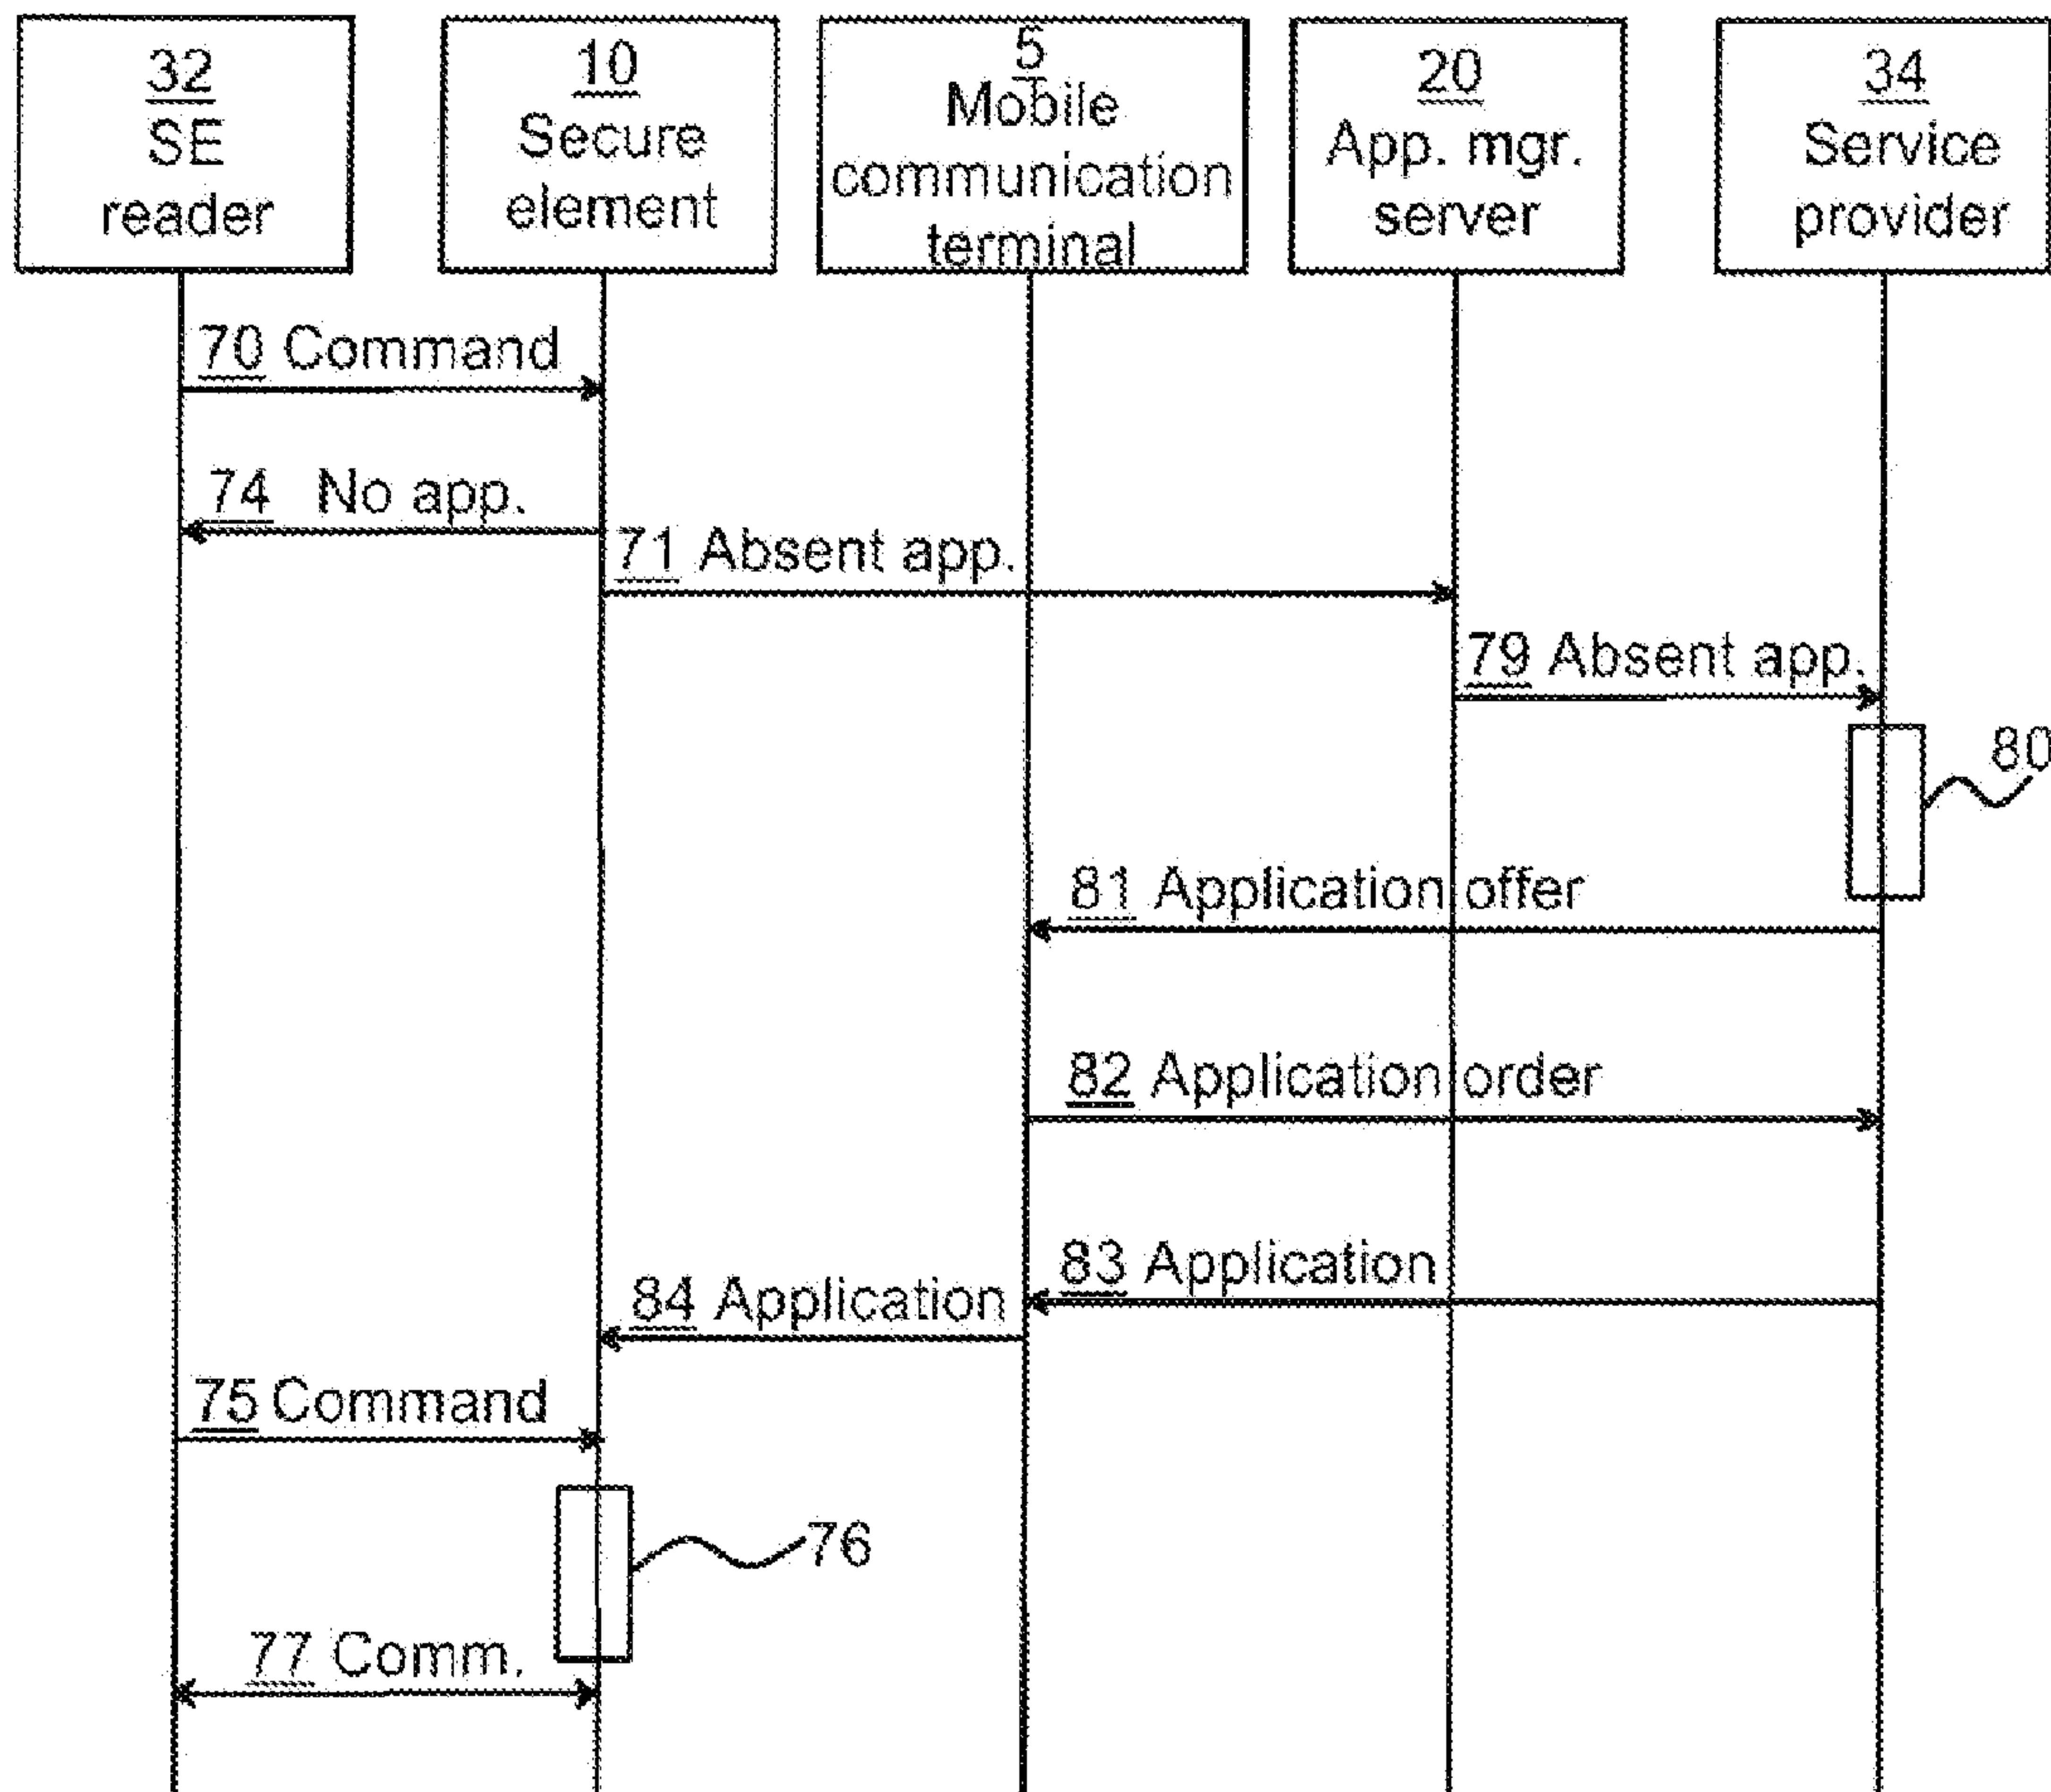 32
SE
reader
10
Secure
element
5
Mobile
communication
terminal
20
App. mgr.
server
34
Service
provider
70 Command
74 No app.
71 Absent app.
79 Absent app.
80
81 Application offer
82 Application order
83 Application
84 Application
75 Command
76
77 Comm.